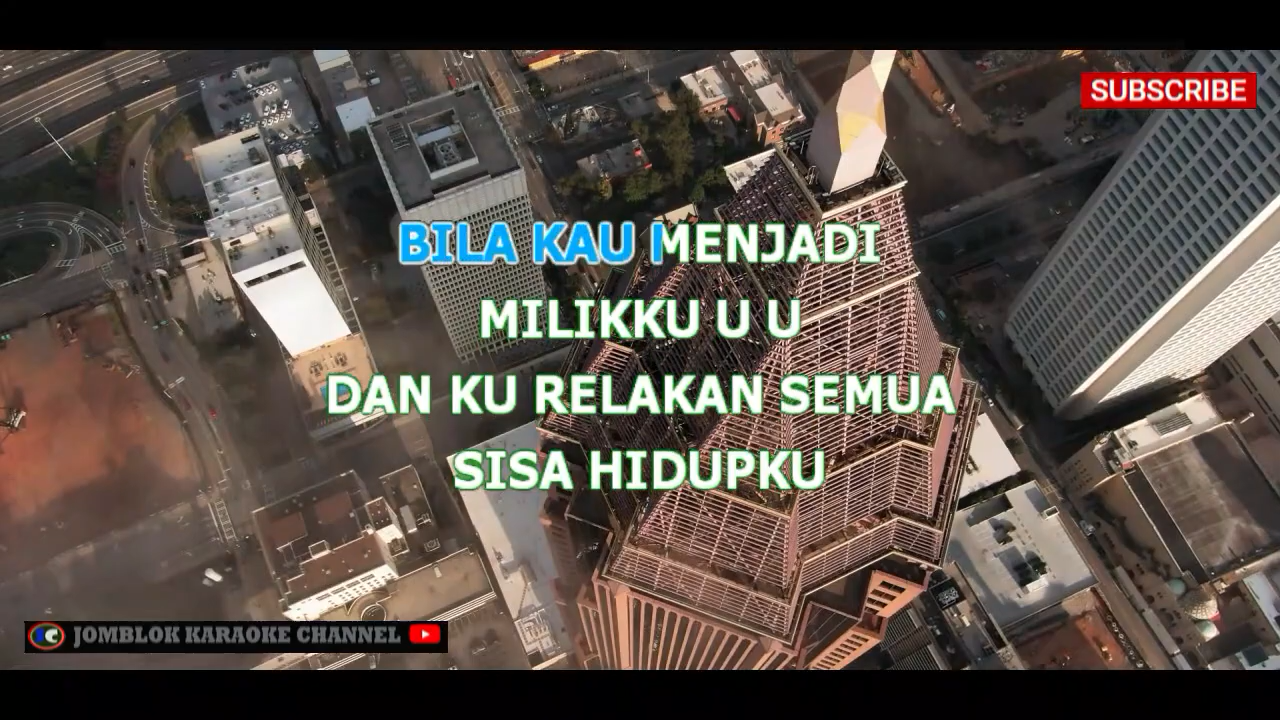 SUBSCRIBE
BILA KAU MENJADI
MILIKKU U U
DAN KU RELAKAN SEMUA
SISA HIDUPKU
JOMBLOK KARAOKE CHANNEL